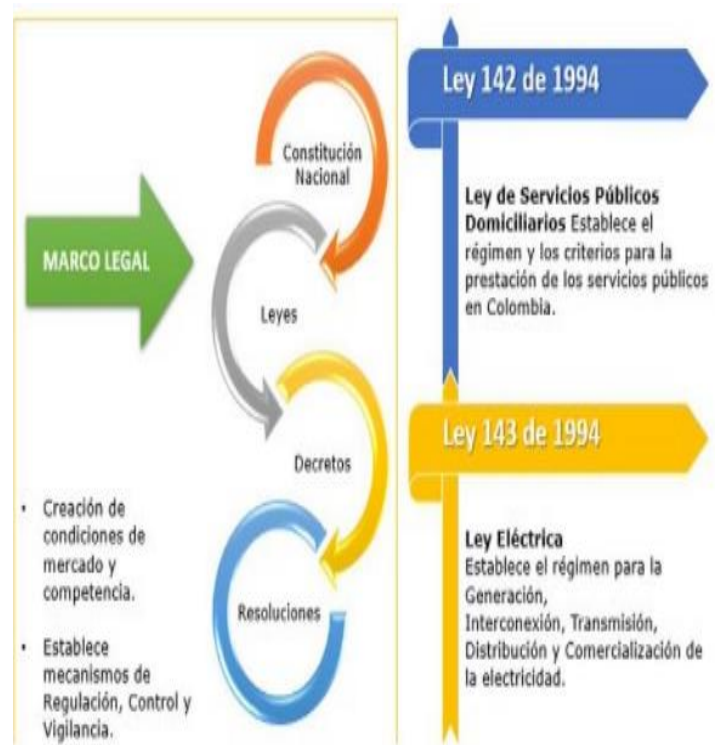 MARCO LEGAL
Constitución
Nacional
Leyes
Decretos
Resoluciones
• Creación de
condiciones de
mercado y
competencia.
• Establece
mecanismos de
Regulación, Control y
Vigilancia.
Ley 142 de 1994
Ley de Servicios Públicos
Domiciliarios Establece el
régimen y los criterios para la
prestación de los servicios públicos
en Colombia.
Ley 143 de 1994
Ley Eléctrica
Establece el régimen para la
Generación,
Interconexión, Transmisión,
Distribución y Comercialización de
la electricidad.